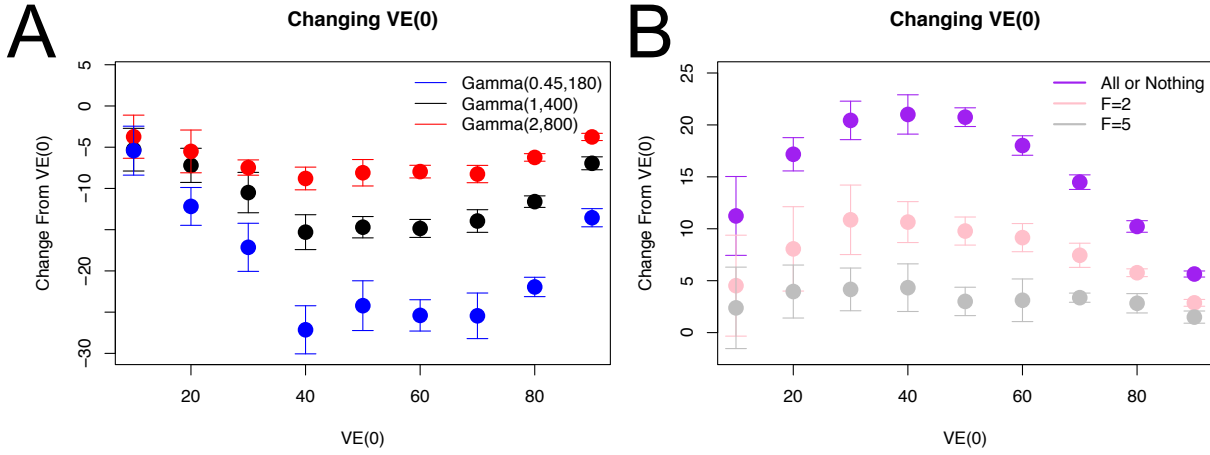 A
Changing VE(0)
Change From VE(0)
5
0
−5
−10
−20
−30
Gamma(0.45,180)
Gamma(1,400)
Gamma(2,800)
20
40
60
80
VE(0)
B
Changing VE(0)
Change From VE(0)
25
20
15
10
5
0
All or Nothing
F=2
F=5
20
40
60
80
VE(0)